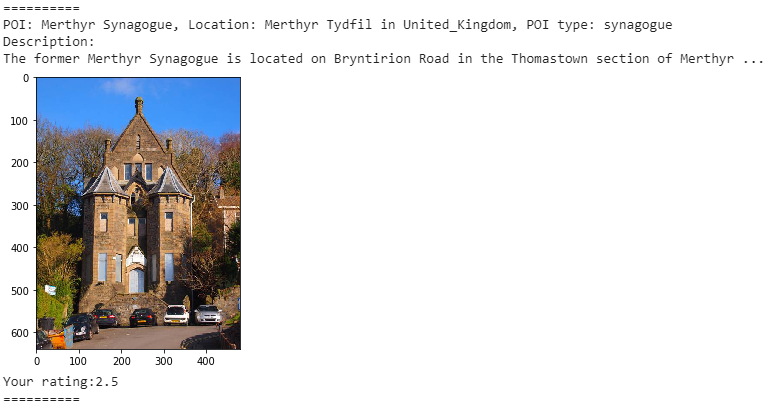 ==========
POI: Merthyr Synagogue, Location: Merthyr Tydfil in United_Kingdom, POI type: synagogue
Description:
The former Merthyr Synagogue is located on Bryntirion Road in the Thomastown section of Merthyr ...
0
100
200
300
400
500
600
0 100 200 300 400
Your rating:2.5
==========